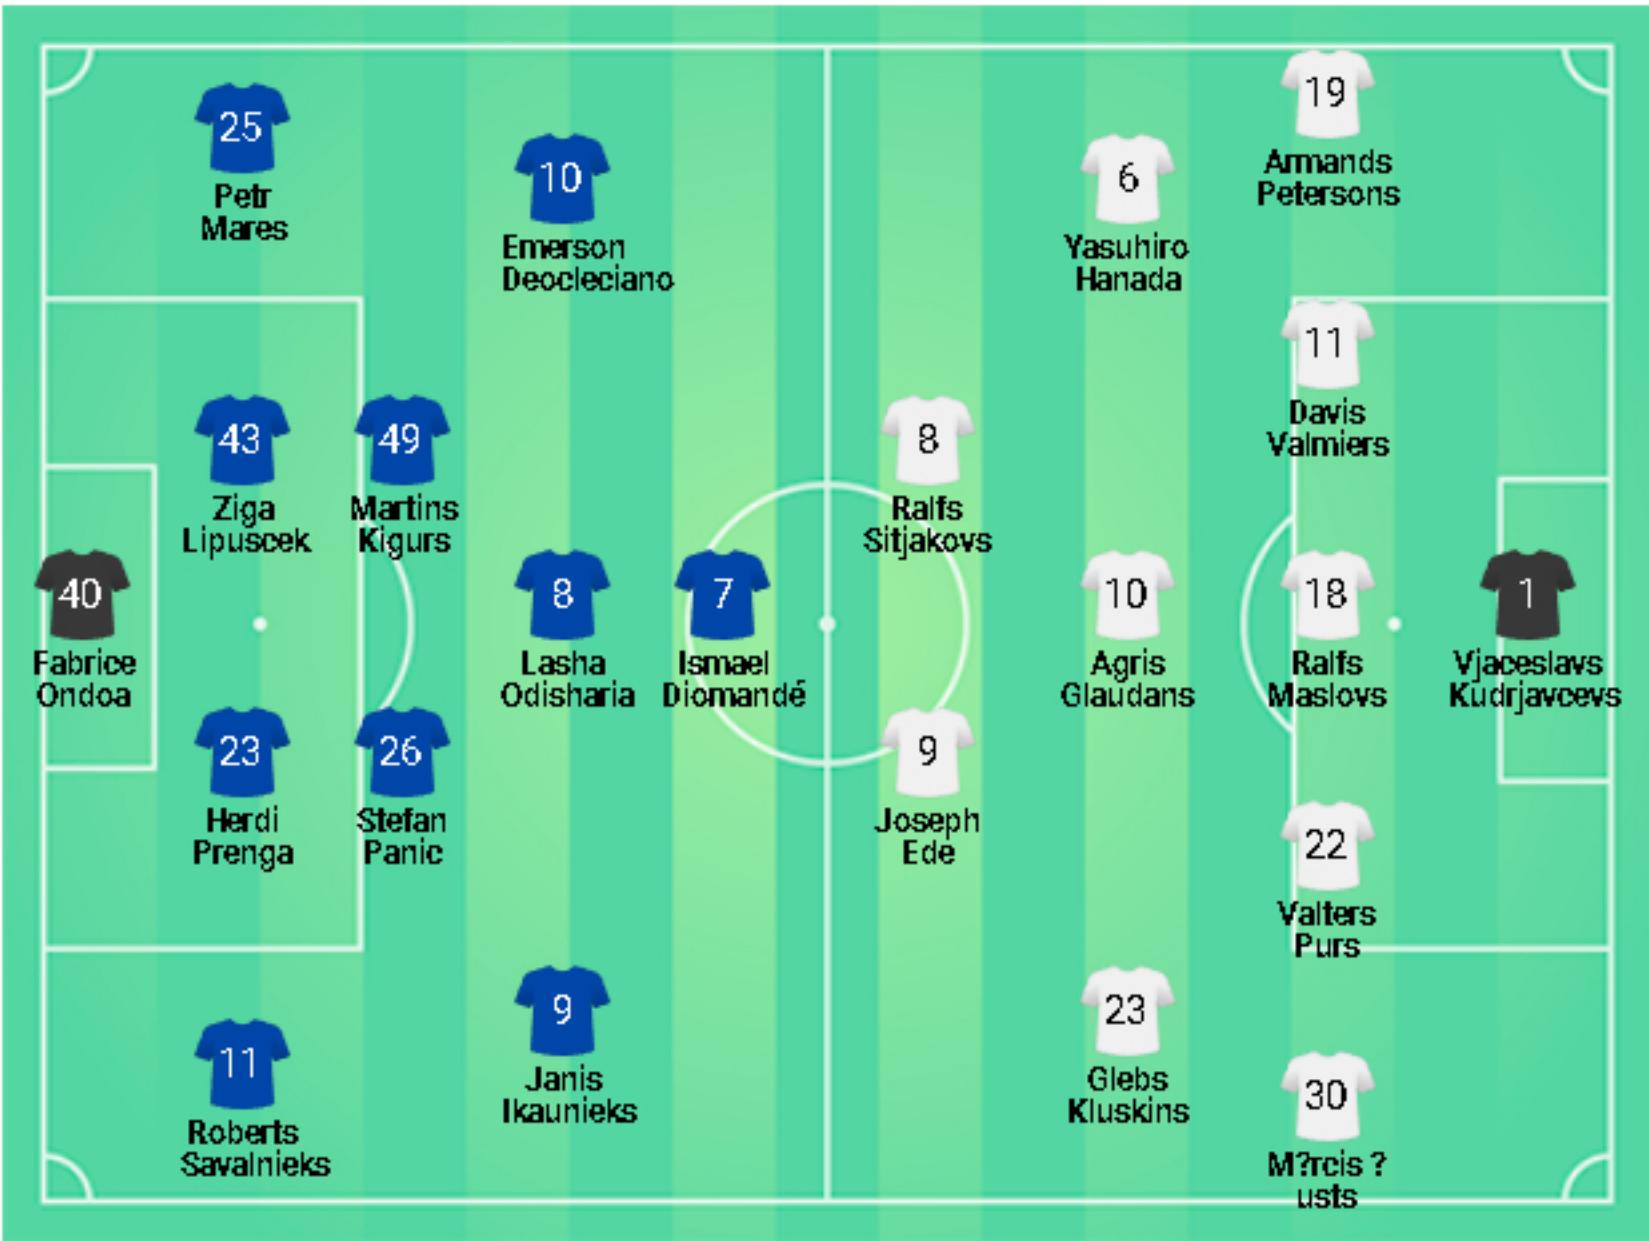 25
Petr
Mares
10
Emerson
Deocleciano
43
Ziga
Lipuscek
49
Martins
Kigurs
40
Fabrice
Ondoa
8
Lasha
Odisharia
7
Ismael
Diomandé
23
Herdi
Prenga
26
Stefan
Panic
11
Roberts
Savalnieks
9
Janis
Ikaunieks
19
Armands
Petersons
6
Yasuhiro
Hanada
11
Davis
Valmiers
8
Ralfs
Sitjakovs
10
Agris
Glaudans
18
Ralfs
Maslovs
1
Vjaceslavs
Kudrjavcevs
9
Joseph
Ede
22
Valters
Purs
23
Glebs
Kluskins
30
M?rcis ?
usts